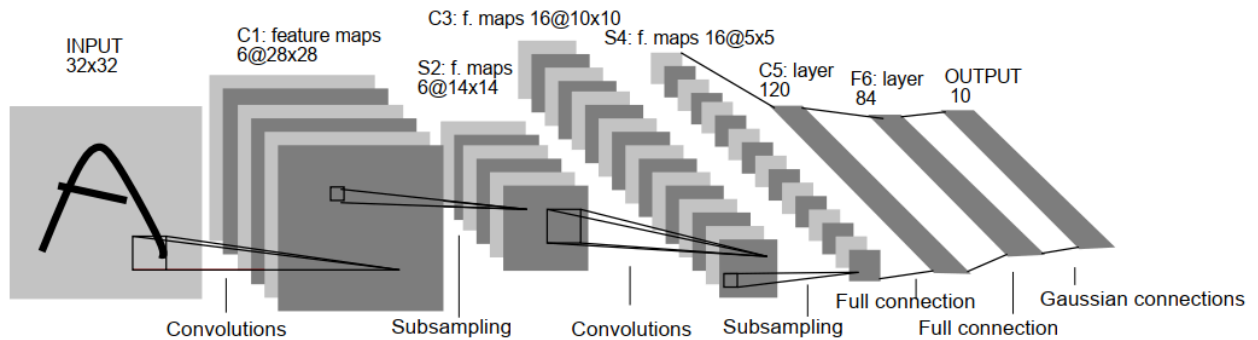 INPUT
32x32
C1: feature maps
6@28x28
S2: f. maps
6@14x14
C3: f. maps 16@10x10
S4: f. maps 16@5x5
C5: layer
120
F6: layer
84
OUTPUT
10
Convolutions
Subsampling
Convolutions
Subsampling
Full connection
Full connection
Gaussian connections